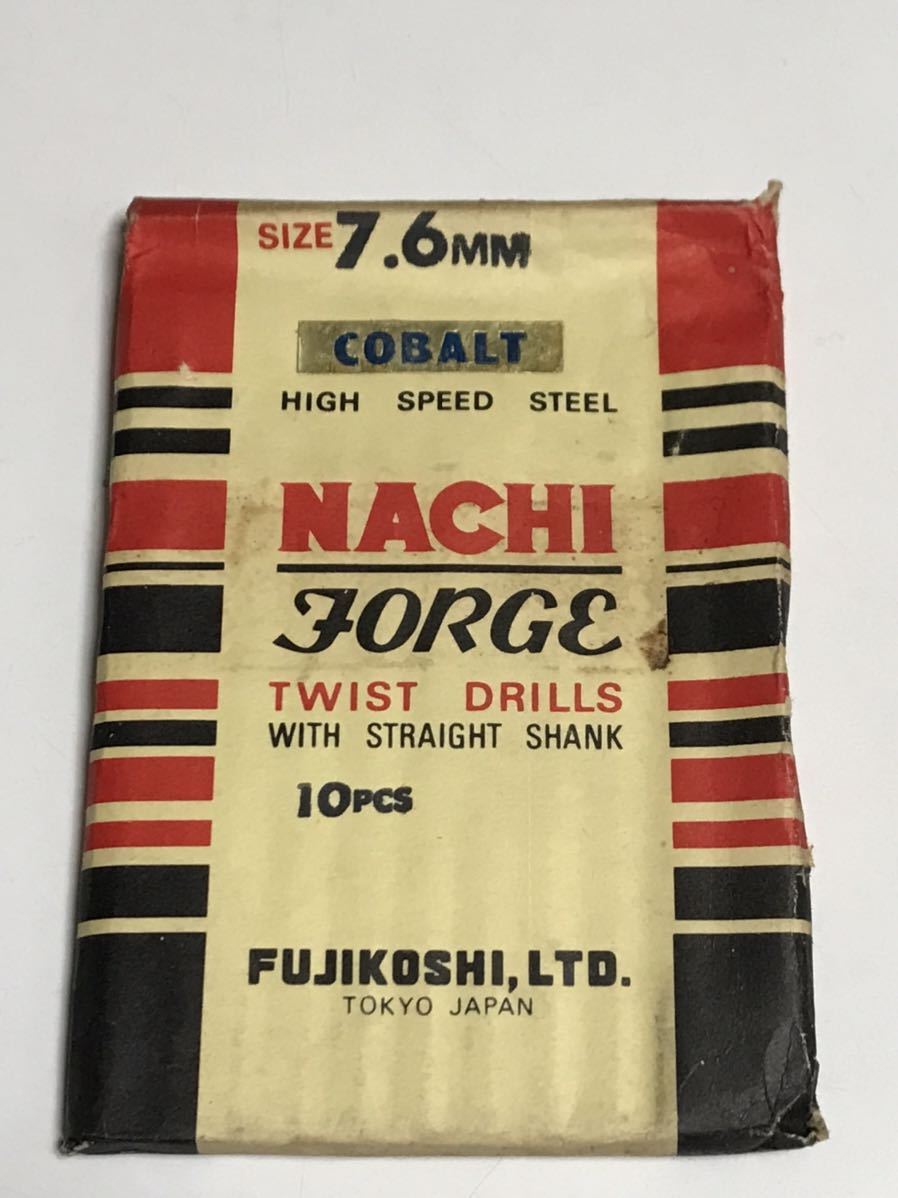 SIZE 7.6MM
COBALT
HIGH SPEED STEEL
NACHI
FORGE
TWIST DRILLS
WITH STRAIGHT SHANK
10PCS
FUJIKOSHI, LTD.
TOKYO JAPAN